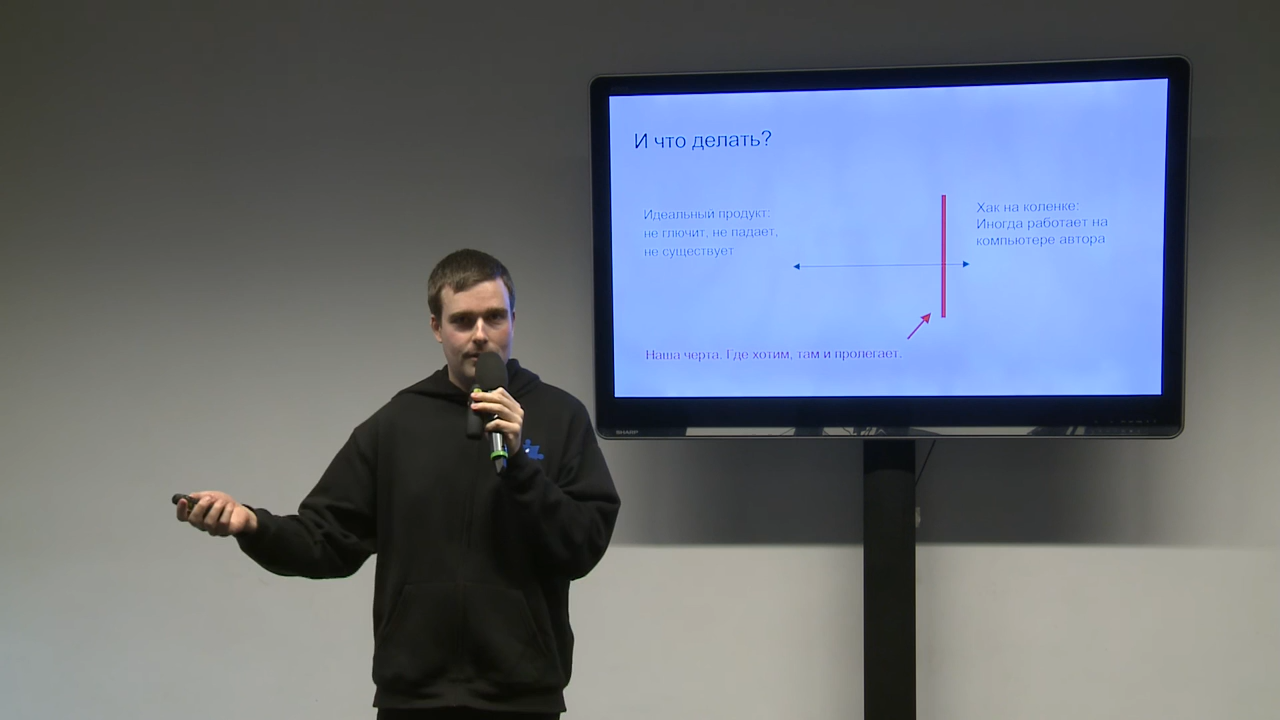 И что делать?
Идеальный продукт:
не глючит, не падает,
не существует
Хак на коленке:
Иногда работает на
компьютере автора
Наша черта. Где хотим, там и пролегает.
SHARP